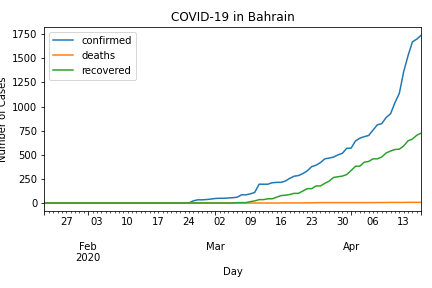 COVID-19 in Bahrain
1750
1500
1250
1000
750
500
250
0
Number of Cases
confirmed
deaths
recovered
27 03 10 17 24 02 09 16 23 30 06 13
Feb Mar Apr
2020
Day